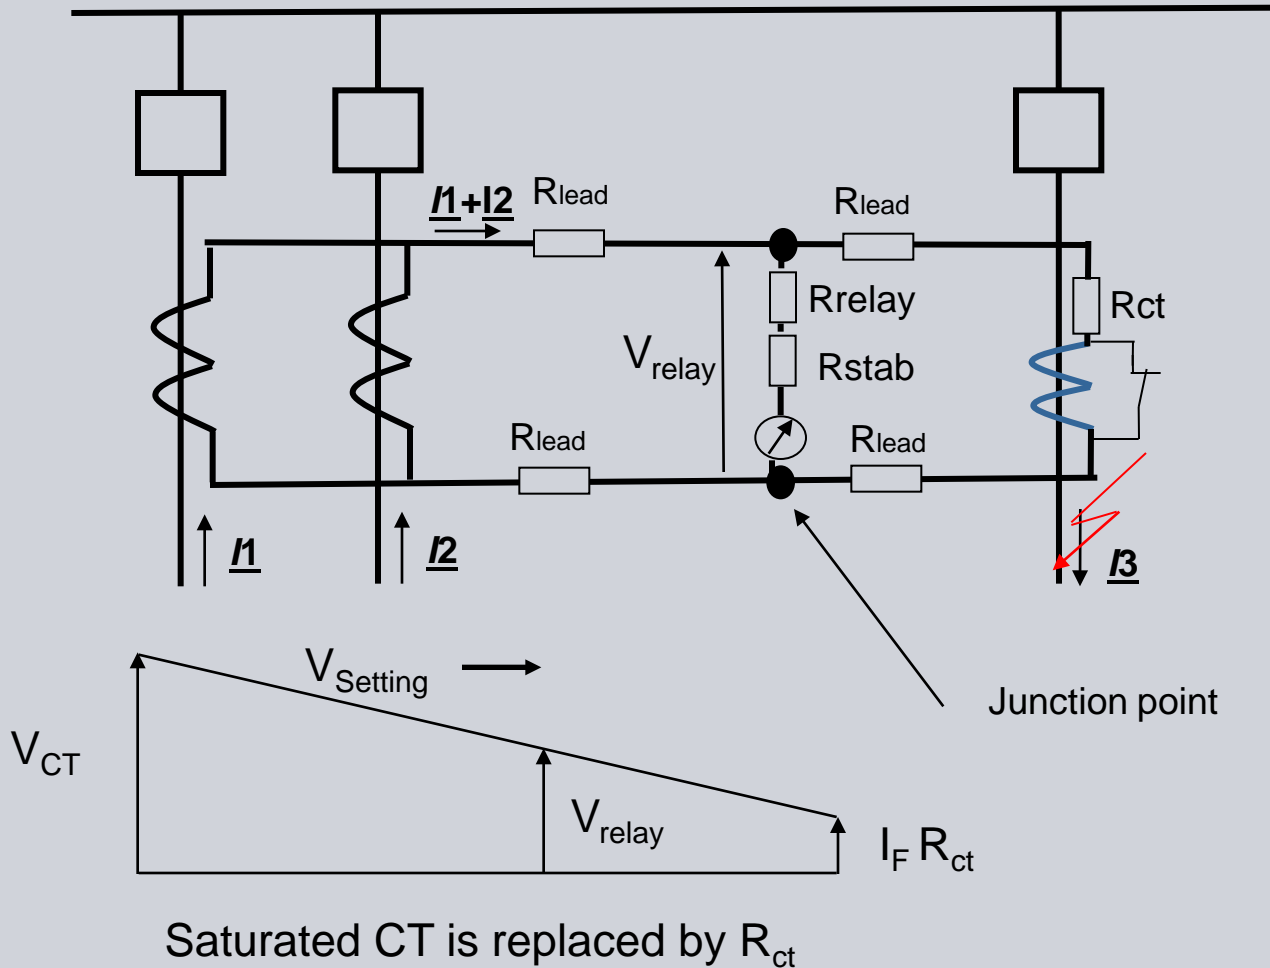 I1+I2
Rlead
Rlead
Rrelay
Rct
Vrelay
Rstab
Rlead
Rlead
I1
I2
I3
VSetting
Junction point
VCT
Vrelay
IF Rct
Saturated CT is replaced by Rct